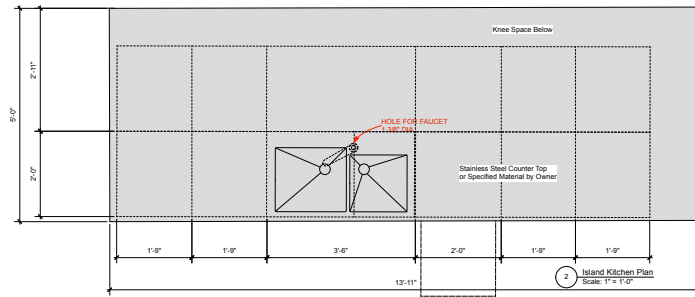 Knee Space Below
2'-11"
5'-0"
HOLE FOR FAUCET
1 3/8" DIA
2'-0"
Stainless Steel Counter Top
or Specified Material by Owner
1'-9"
1'-9"
3'-6"
2'-0"
1'-9"
1'-9"
2
Island Kitchen Plan
Scale: 1" = 1'-0"
13'-11"